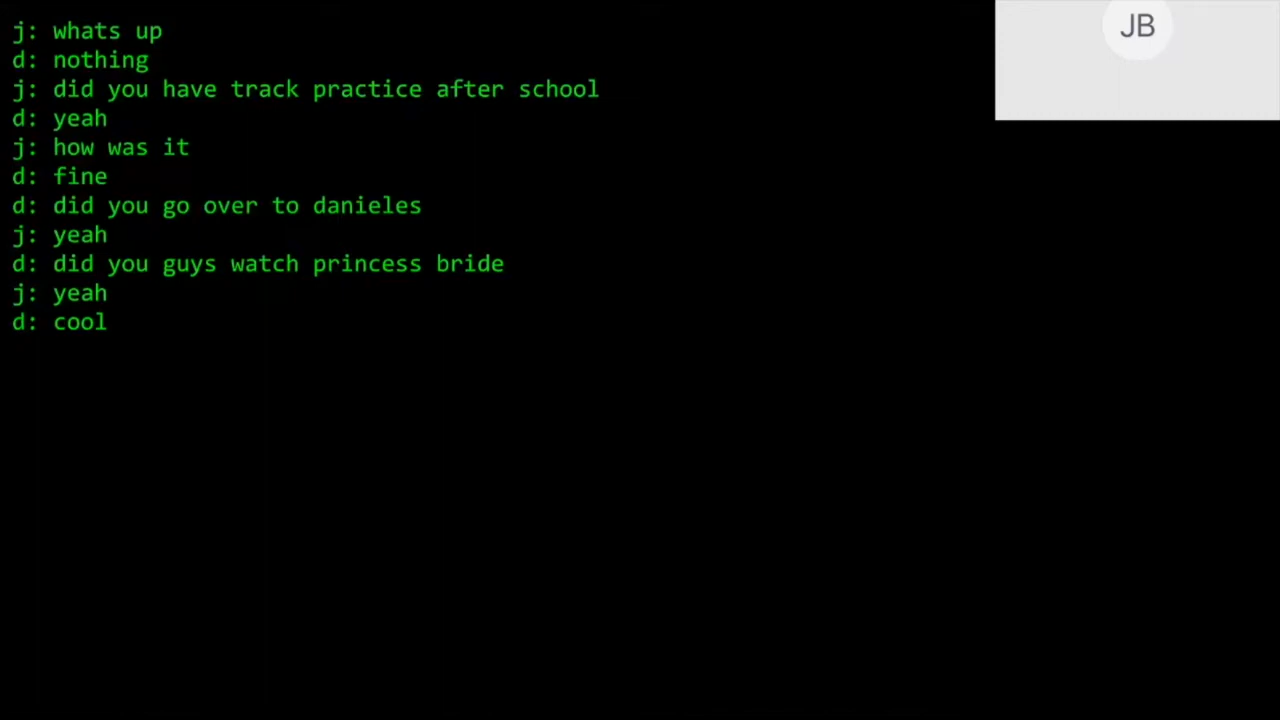 j: whats up
d: nothing
j: did you have track practice after school
d: yeah
j: how was it
d: fine
d: did you go over to danieles
j: yeah
d: did you guys watch princess bride
j: yeah
d: cool
JB